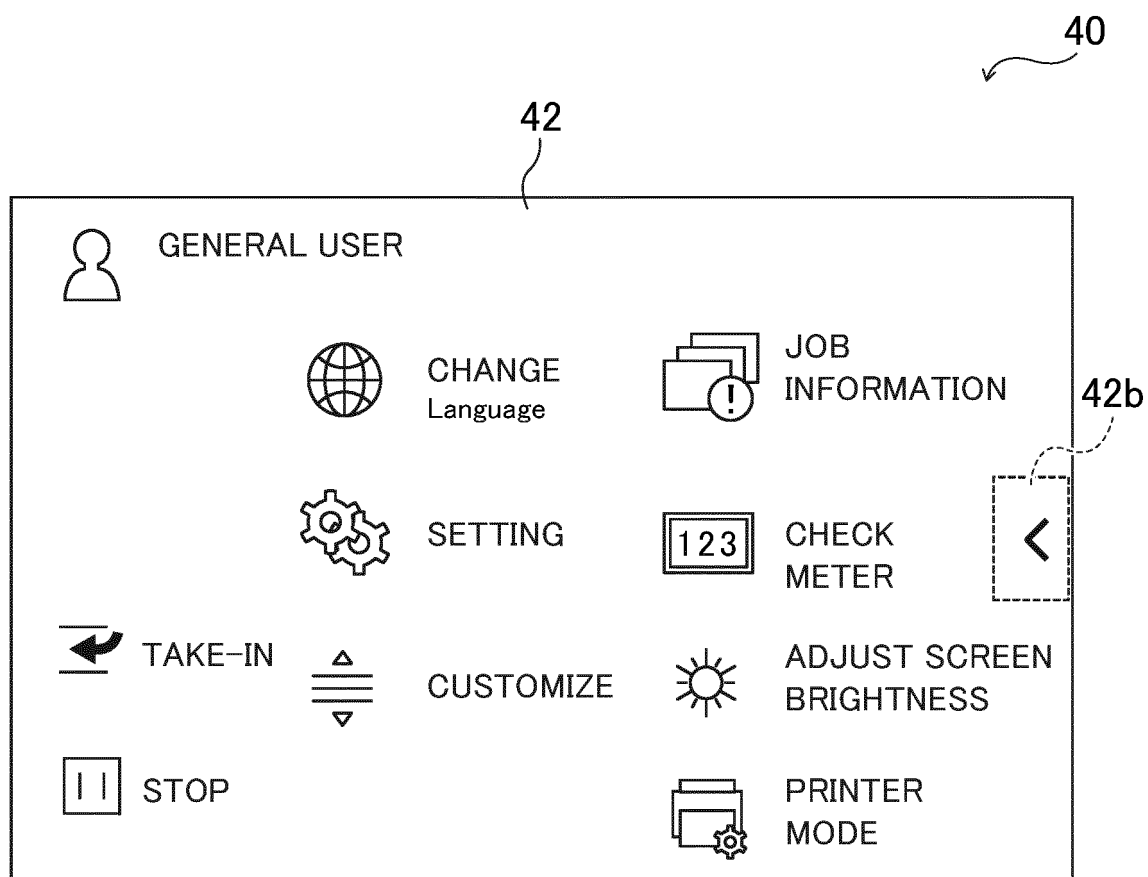 40
42
GENERAL USER
CHANGE
Language
JOB
INFORMATION
42b
SETTING
123
CHECK
METER
TAKE-IN
CUSTOMIZE
ADJUST SCREEN
BRIGHTNESS
STOP
PRINTER
MODE